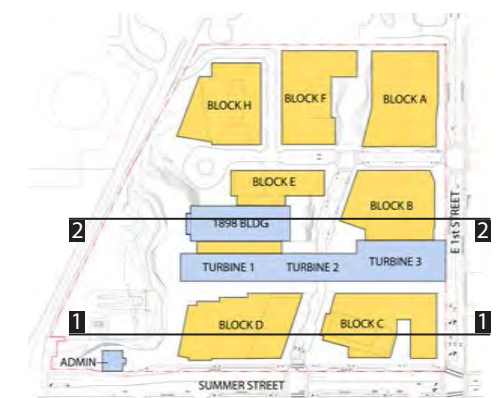 BLOCK H
BLOCK F
BLOCK A
BLOCK E
BLOCK B
E 1st STREET
2
1898 BLDG
2
TURBINE 1
TURBINE 2
TURBINE 3
1
BLOCK D
BLOCK C
1
ADMIN
SUMMER STREET